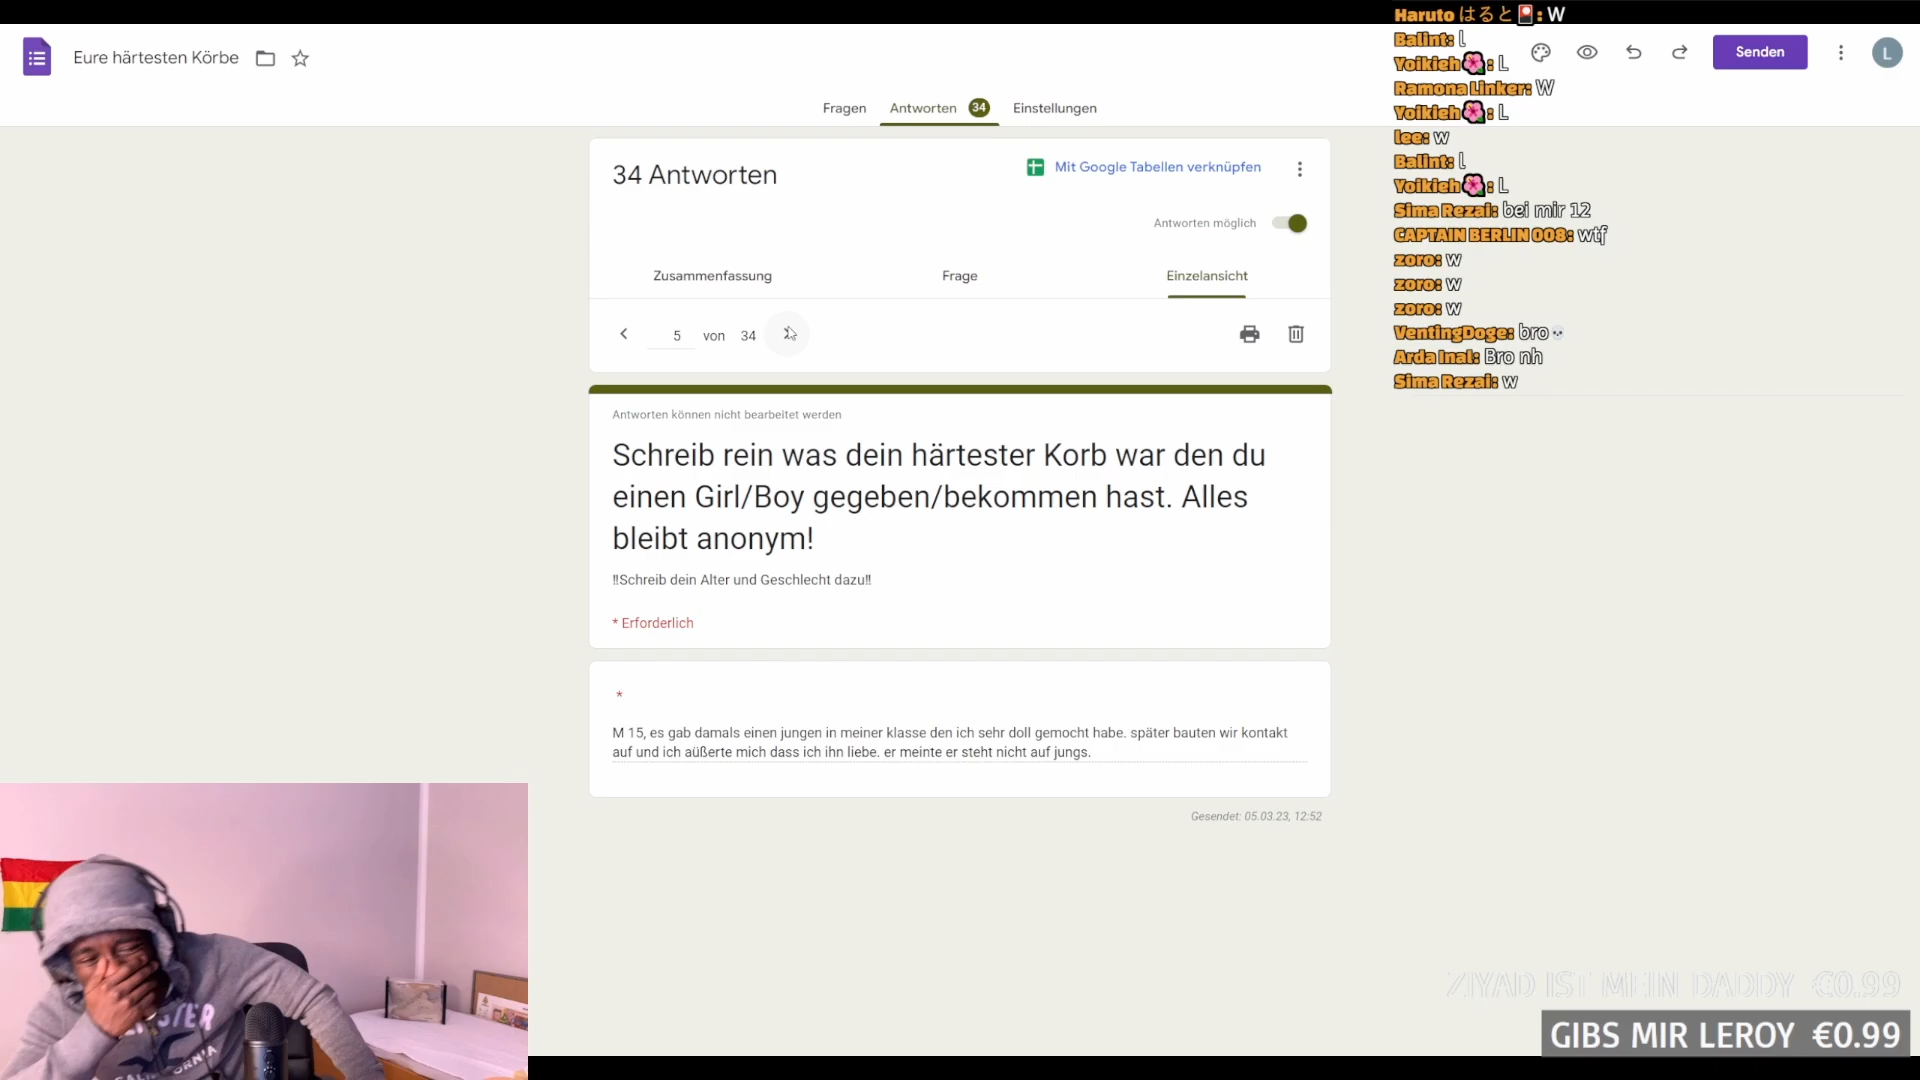 Eure härtesten Körbe
Senden
L
Fragen
Antworten 34
Einstellungen
34 Antworten
Mit Google Tabellen verknüpfen
Antworten möglich
Zusammenfassung
Frage
Einzelansicht
5 von 34
Antworten können nicht bearbeitet werden
Schreib rein was dein härtester Korb war den du
einen Girl/Boy gegeben/bekommen hast. Alles
bleibt anonym!
!!Schreib dein Alter und Geschlecht dazu!!
* Erforderlich
*
M 15, es gab damals einen jungen in meiner klasse den ich sehr doll gemocht habe. später bauten wir kontakt
auf und ich äüßerte mich dass ich ihn liebe. er meinte er steht nicht auf jungs.
Gesendet: 05.03.23, 12:52
Haruto はると🎴: W
Balint: l
Yoikieh🌺: L
Ramona Linker: W
Yoikieh🌺: L
lee: w
Balint: l
Yoikieh🌺: L
Sima Rezai: bei mir 12
CAPTAIN BERLIN 008: wtf
zoro: w
zoro: w
zoro: w
VentingDoge: bro💀
Arda Inal: Bro nh
Sima Rezai: w
ZIYAD IST MEIN DADDY €0.99
GIBS MIR LEROY €0.99